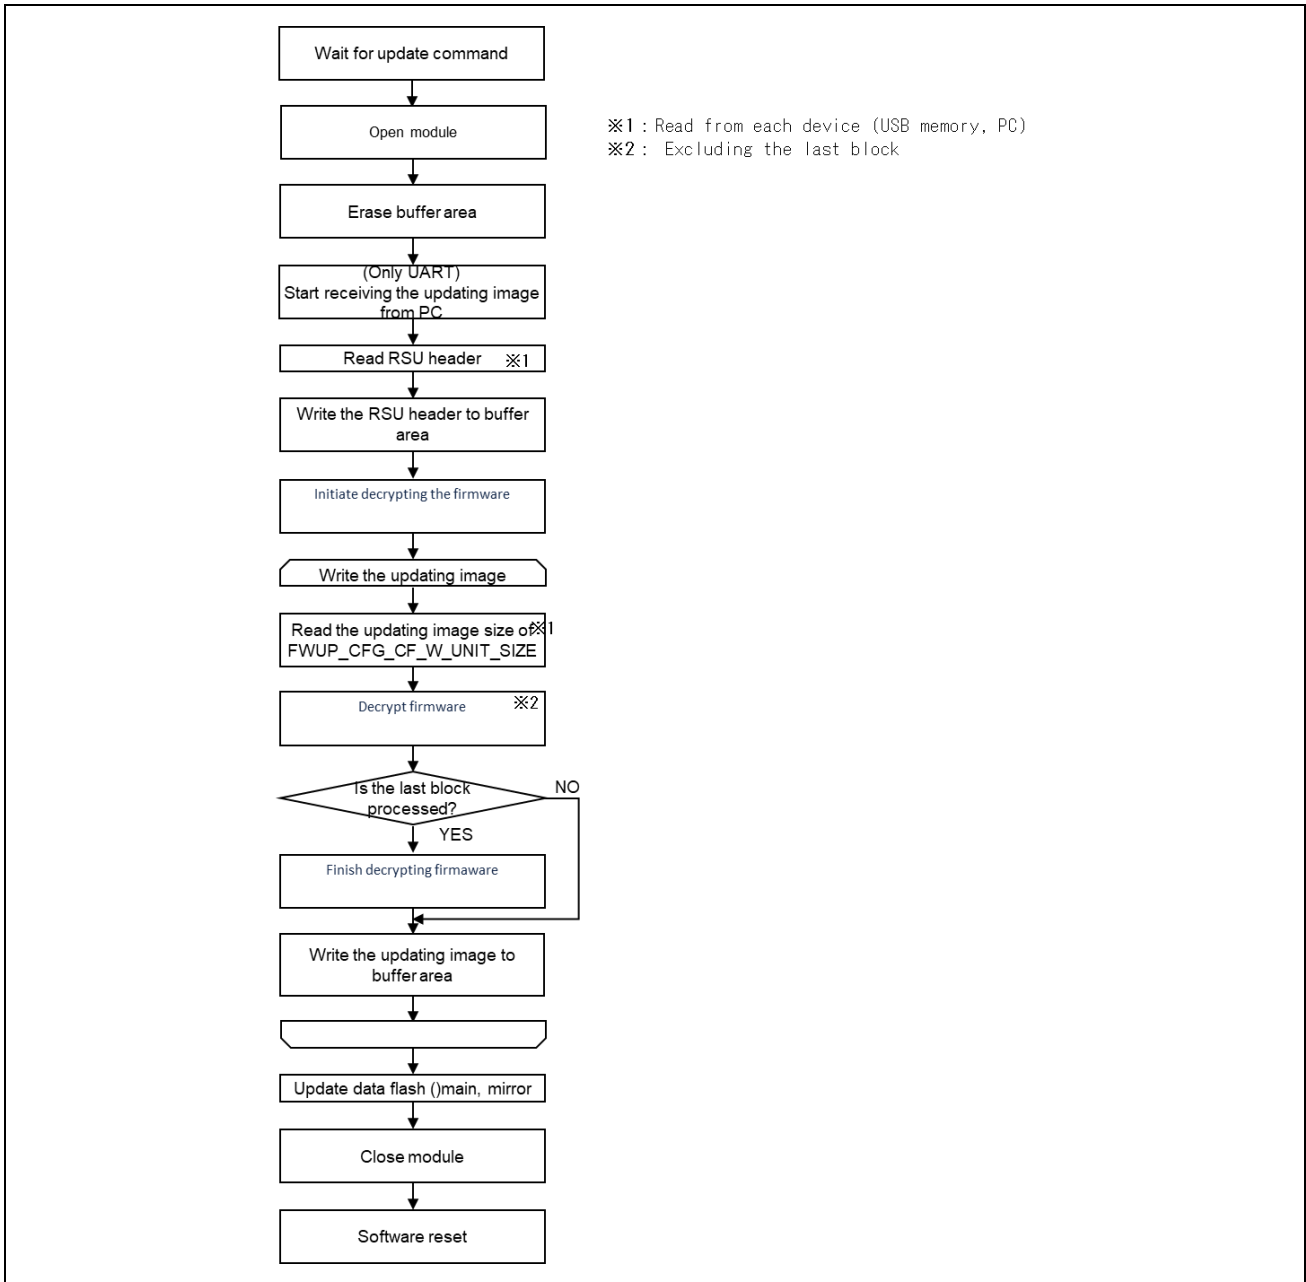 Wait for update command
Open module
※1：Read from each device (USB memory, PC)
※2： Excluding the last block
Erase buffer area
(Only UART)
Start receiving the updating image
from PC
Read RSU header ※1
Write the RSU header to buffer
area
Initiate decrypting the firmware
Write the updating image
Read the updating image size of※1
FWUP_CFG_CF_W_UNIT_SIZE
Decrypt firmware ※2
Is the last block
processed?
NO
YES
Finish decrypting firmaware
Write the updating image to
buffer area
Update data flash ()main, mirror
Close module
Software reset